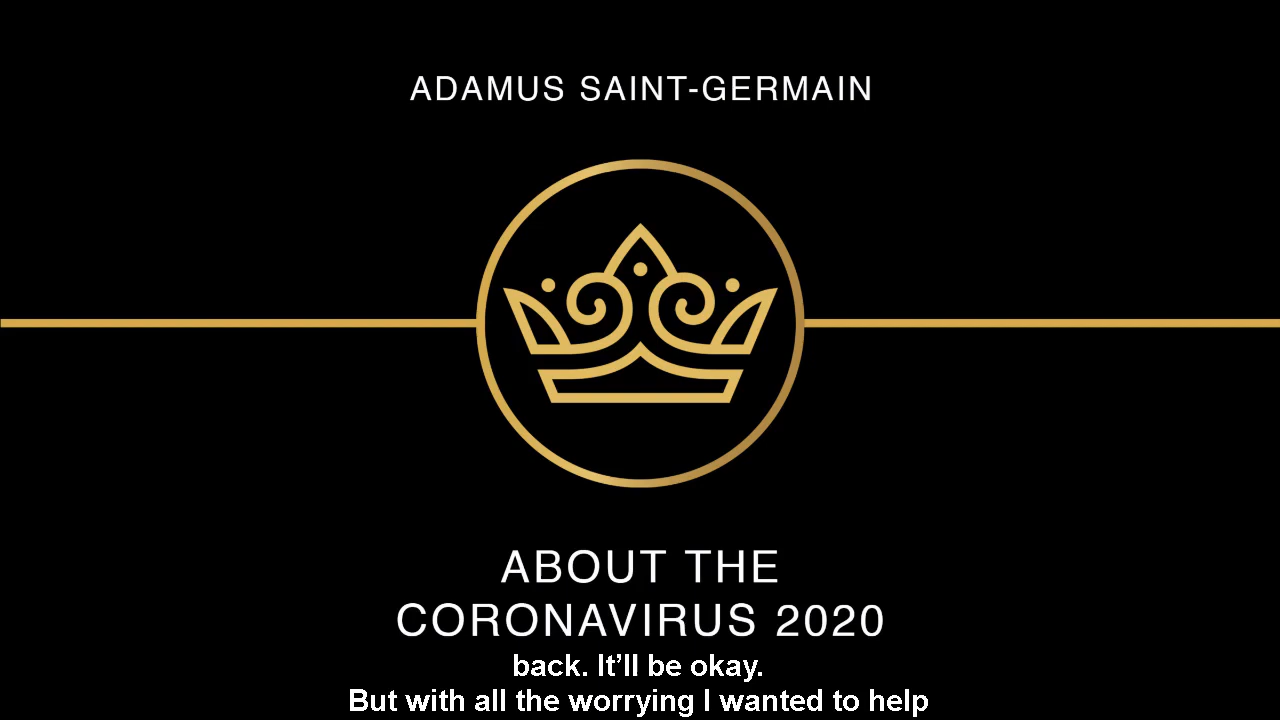 ADAMUS SAINT-GERMAIN
ABOUT THE
CORONAVIRUS 2020
back. It’ll be okay.
But with all the worrying I wanted to help